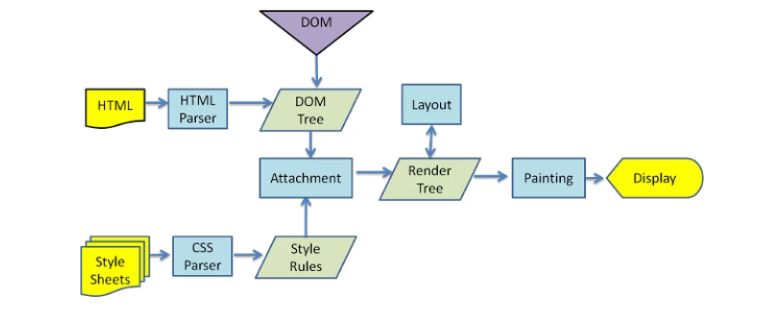 DOM
HTML
HTML
Parser
DOM
Tree
Layout
Attachment
Render
Tree
Painting
Display
Style
Sheets
CSS
Parser
Style
Rules